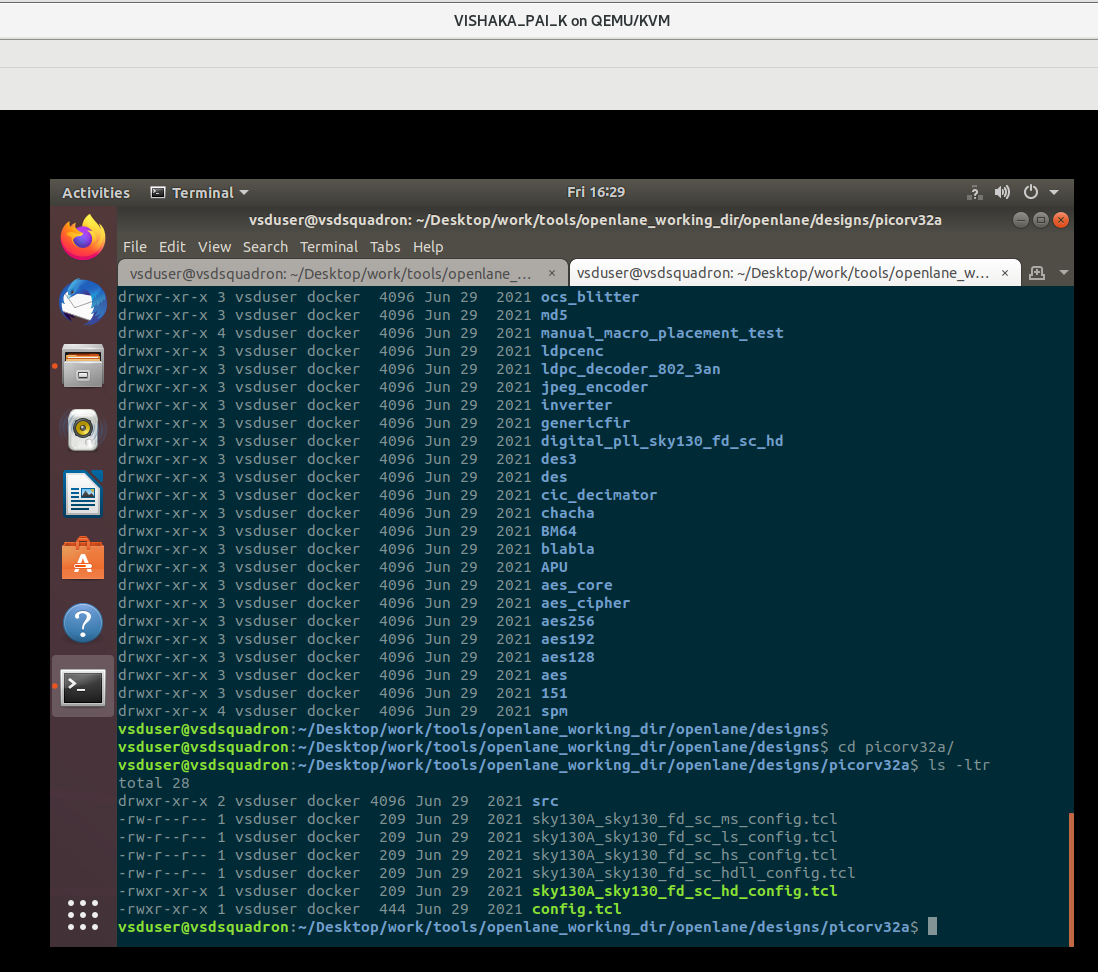 VISHAKA_PAI_K on QEMU/KVM
Activities Terminal Fri 16:29
vsduser@vsdsquadron: ~/Desktop/work/tools/openlane_working_dir/openlane/designs/picorv32a
File Edit View Search Terminal Tabs Help
vsduser@vsdsquadron: ~/Desktop/work/tools/openlane_... × vsduser@vsdsquadron: ~/Desktop/work/tools/openlane_w... ×
drwxr-xr-x 3 vsduser docker  4096 Jun 29  2021 ocs_blitter
drwxr-xr-x 3 vsduser docker  4096 Jun 29  2021 md5
drwxr-xr-x 4 vsduser docker  4096 Jun 29  2021 manual_macro_placement_test
drwxr-xr-x 3 vsduser docker  4096 Jun 29  2021 ldpcenc
drwxr-xr-x 3 vsduser docker  4096 Jun 29  2021 ldpc_decoder_802_3an
drwxr-xr-x 3 vsduser docker  4096 Jun 29  2021 jpeg_encoder
drwxr-xr-x 3 vsduser docker  4096 Jun 29  2021 inverter
drwxr-xr-x 3 vsduser docker  4096 Jun 29  2021 genericfir
drwxr-xr-x 3 vsduser docker  4096 Jun 29  2021 digital_pll_sky130_fd_sc_hd
drwxr-xr-x 3 vsduser docker  4096 Jun 29  2021 des3
drwxr-xr-x 3 vsduser docker  4096 Jun 29  2021 des
drwxr-xr-x 3 vsduser docker  4096 Jun 29  2021 cic_decimator
drwxr-xr-x 3 vsduser docker  4096 Jun 29  2021 chacha
drwxr-xr-x 3 vsduser docker  4096 Jun 29  2021 BM64
drwxr-xr-x 3 vsduser docker  4096 Jun 29  2021 blabla
drwxr-xr-x 3 vsduser docker  4096 Jun 29  2021 APU
drwxr-xr-x 3 vsduser docker  4096 Jun 29  2021 aes_core
drwxr-xr-x 3 vsduser docker  4096 Jun 29  2021 aes_cipher
drwxr-xr-x 3 vsduser docker  4096 Jun 29  2021 aes256
drwxr-xr-x 3 vsduser docker  4096 Jun 29  2021 aes192
drwxr-xr-x 3 vsduser docker  4096 Jun 29  2021 aes128
drwxr-xr-x 3 vsduser docker  4096 Jun 29  2021 aes
drwxr-xr-x 3 vsduser docker  4096 Jun 29  2021 151
drwxr-xr-x 4 vsduser docker  4096 Jun 29  2021 spm
vsduser@vsdsquadron:~/Desktop/work/tools/openlane_working_dir/openlane/designs$
vsduser@vsdsquadron:~/Desktop/work/tools/openlane_working_dir/openlane/designs$ cd picorv32a/
vsduser@vsdsquadron:~/Desktop/work/tools/openlane_working_dir/openlane/designs/picorv32a$ ls -ltr
total 28
drwxr-xr-x 2 vsduser docker 4096 Jun 29  2021 src
-rw-r--r-- 1 vsduser docker  209 Jun 29  2021 sky130A_sky130_fd_sc_ms_config.tcl
-rw-r--r-- 1 vsduser docker  209 Jun 29  2021 sky130A_sky130_fd_sc_ls_config.tcl
-rw-r--r-- 1 vsduser docker  209 Jun 29  2021 sky130A_sky130_fd_sc_hs_config.tcl
-rw-r--r-- 1 vsduser docker  209 Jun 29  2021 sky130A_sky130_fd_sc_hdll_config.tcl
-rwxr-xr-x 1 vsduser docker  209 Jun 29  2021 sky130A_sky130_fd_sc_hd_config.tcl
-rwxr-xr-x 1 vsduser docker  444 Jun 29  2021 config.tcl
vsduser@vsdsquadron:~/Desktop/work/tools/openlane_working_dir/openlane/designs/picorv32a$